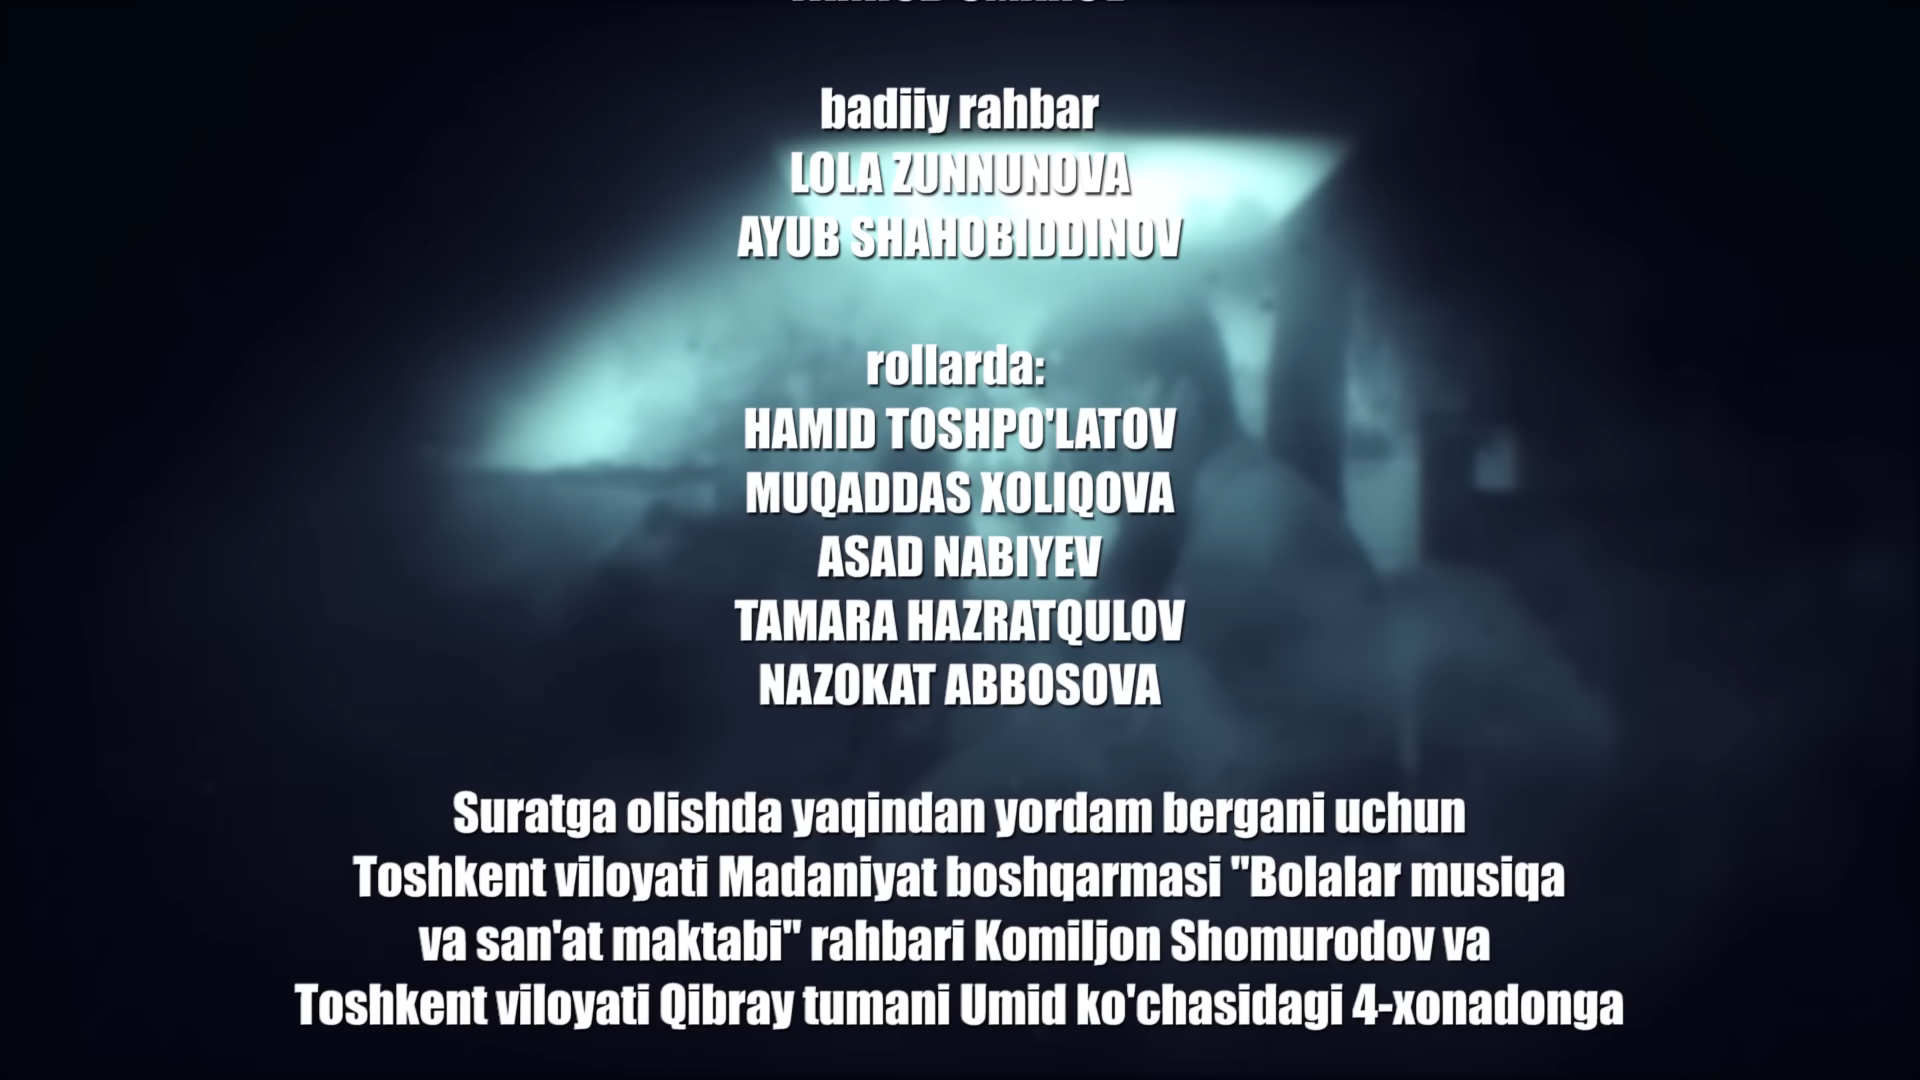 badiiy rahbar
LOLA ZUNNUNOVA
AYUB SHAHOBIDDINOV
rollarda:
HAMID TOSHPO'LATOV
MUQADDAS XOLIQOVA
ASAD NABIYEV
TAMARA HAZRATQULOV
NAZOKAT ABBOSOVA
Suratga olishda yaqindan yordam bergani uchun
Toshkent viloyati Madaniyat boshqarmasi "Bolalar musiqa
va san'at maktabi" rahbari Komiljon Shomurodov va
Toshkent viloyati Qibray tumani Umid ko'chasidagi 4-xonadonga